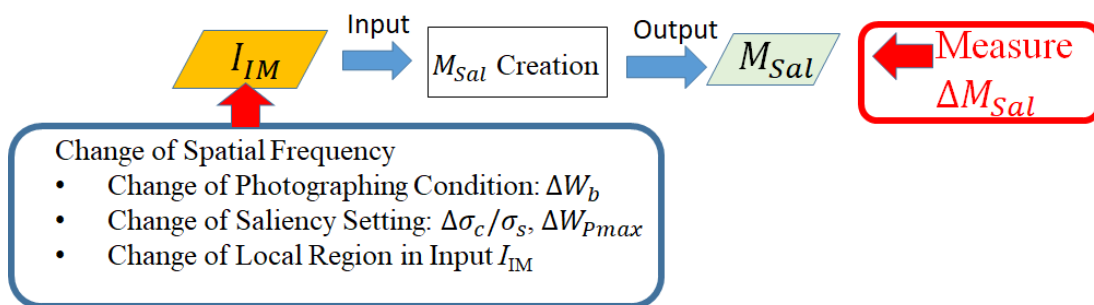 Input
Output
I_IM
M_Sal Creation
M_Sal
Measure
ΔM_Sal
Change of Spatial Frequency
• Change of Photographing Condition: ΔW_b
• Change of Saliency Setting: Δσ_c/σ_s, ΔW_Pmax
• Change of Local Region in Input I_IM